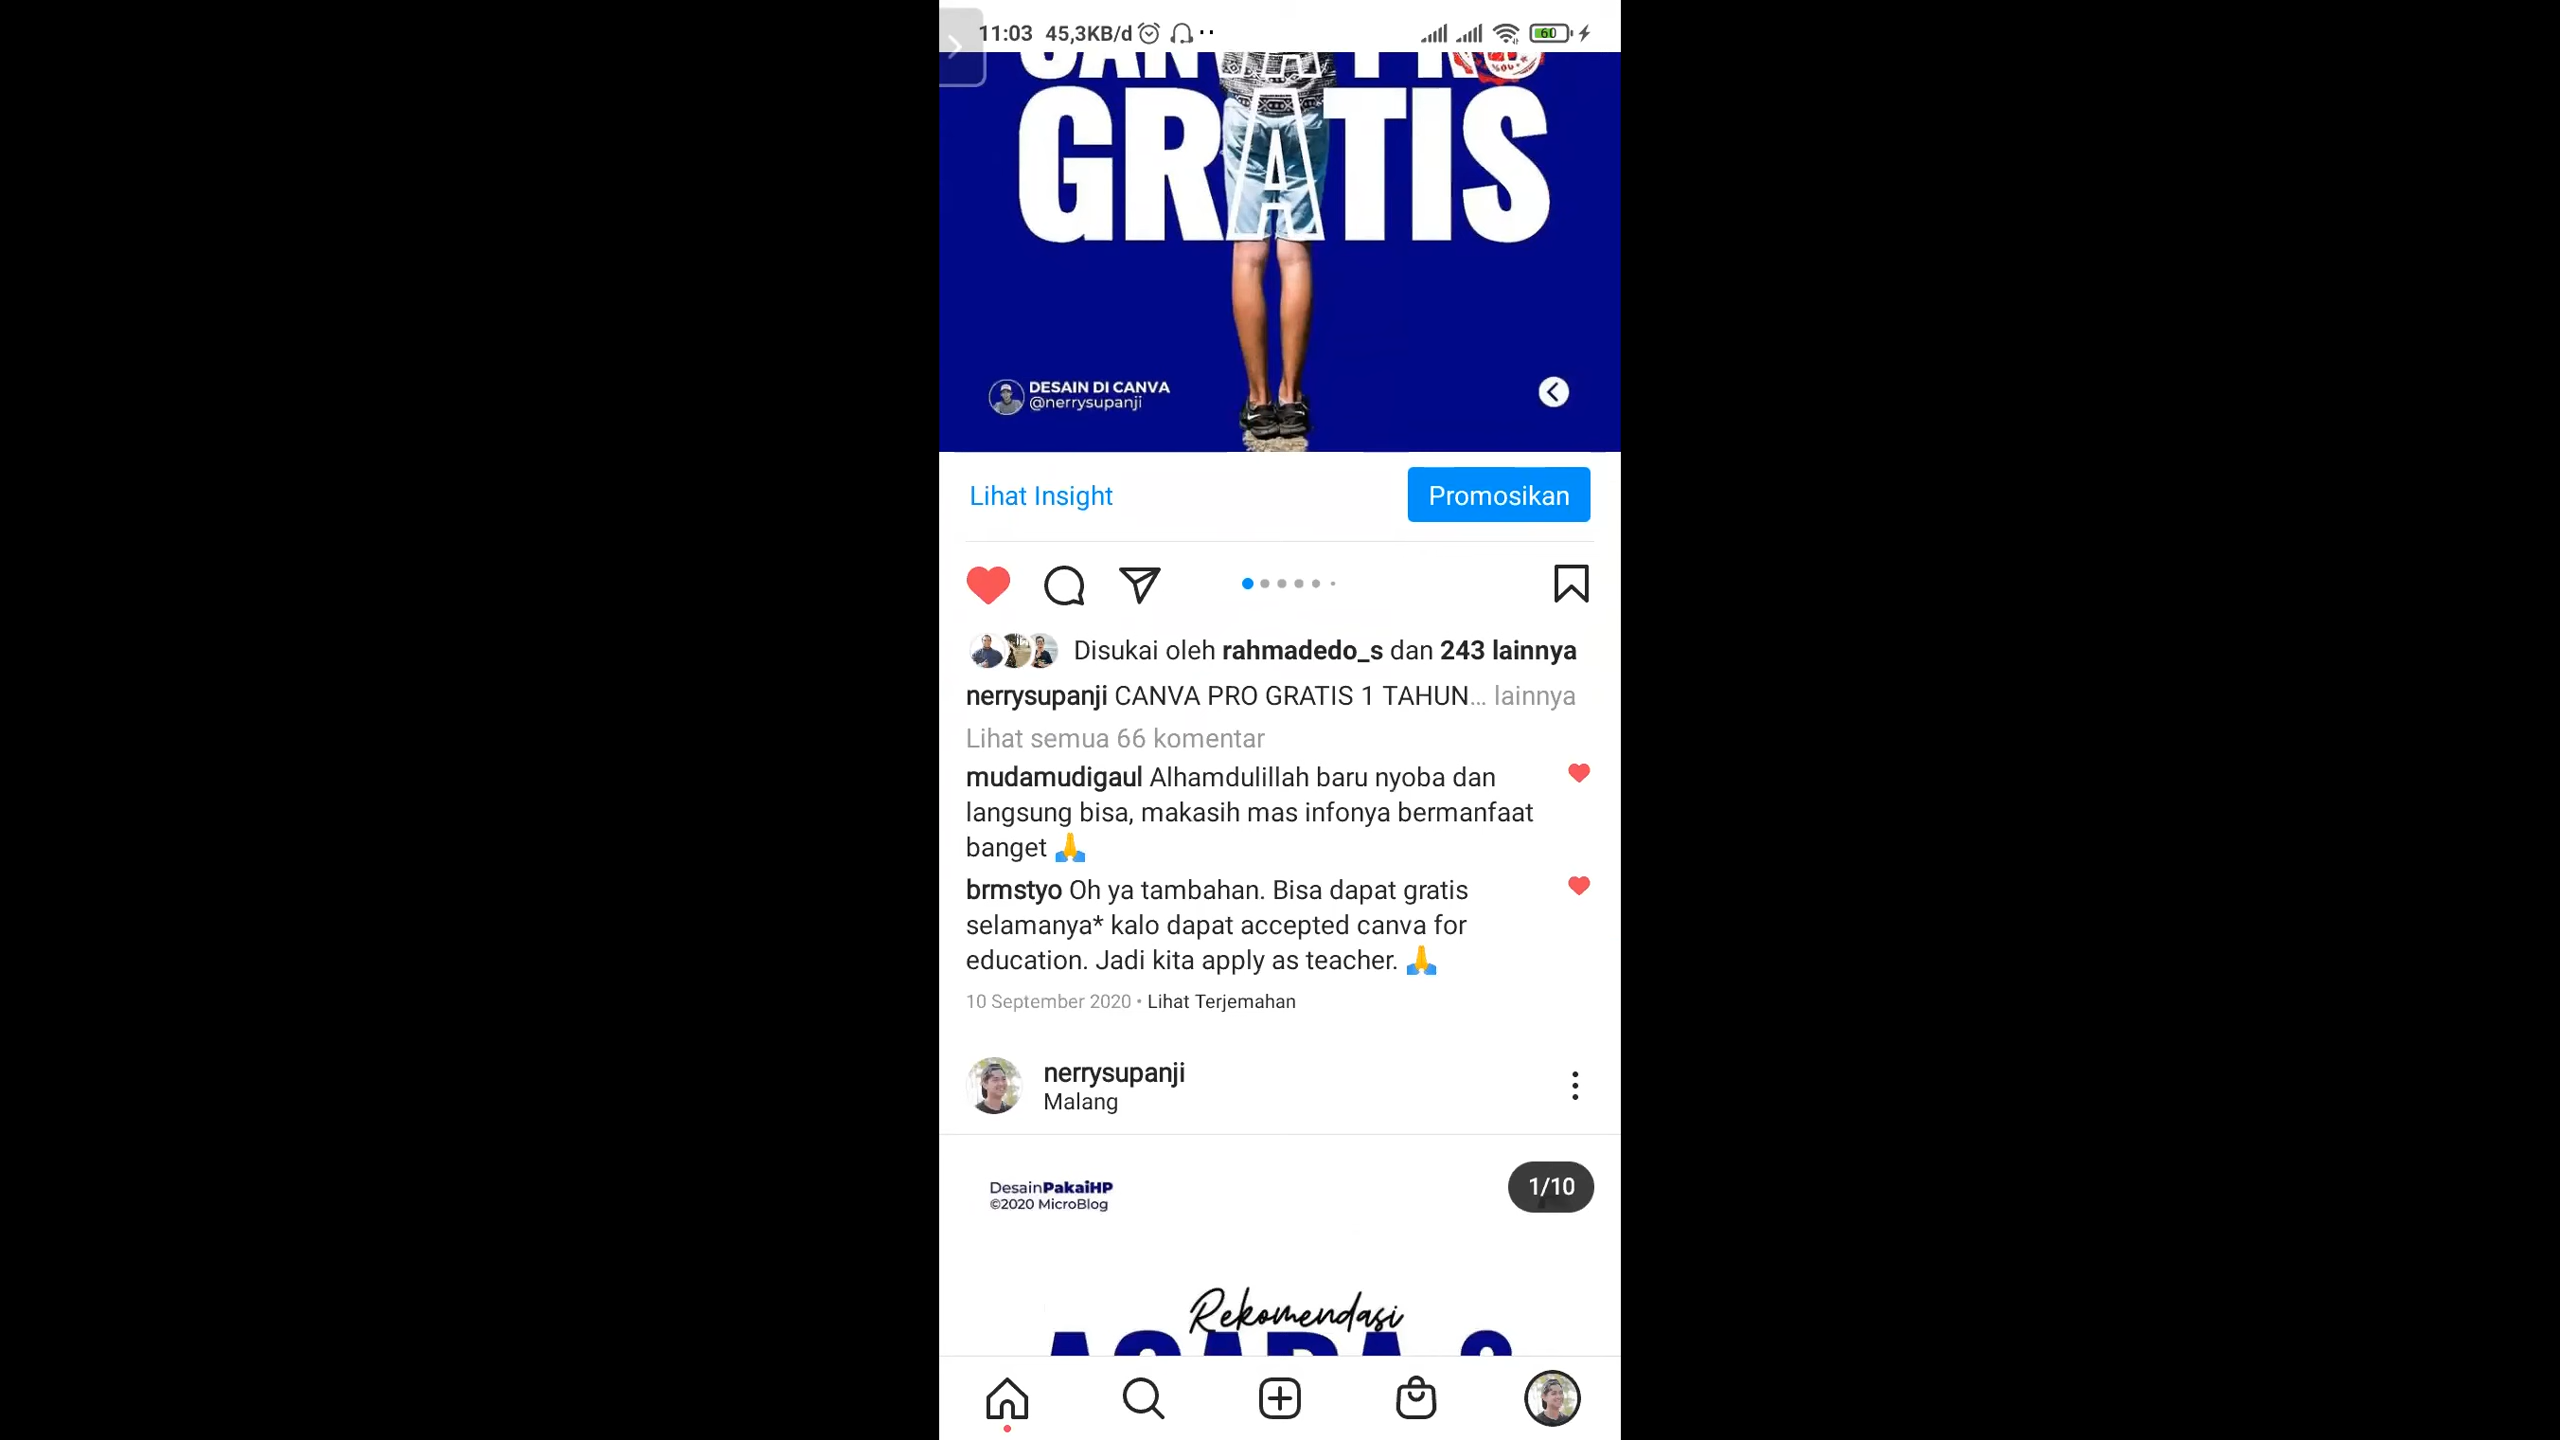 11:03 45,3KB/d
60
CANVA PRO
GRATIS
DESAIN DI CANVA
@nerrysupanji
Lihat Insight
Promosikan
Disukai oleh rahmadedo_s dan 243 lainnya
nerrysupanji CANVA PRO GRATIS 1 TAHUN... lainnya
Lihat semua 66 komentar
mudamudigaul Alhamdulillah baru nyoba dan
langsung bisa, makasih mas infonya bermanfaat
banget 🙏
brmstyo Oh ya tambahan. Bisa dapat gratis
selamanya* kalo dapat accepted canva for
education. Jadi kita apply as teacher. 🙏
10 September 2020 • Lihat Terjemahan
nerrysupanji
Malang
DesainPakaiHP
©2020 MicroBlog
1/10
Rekomendasi